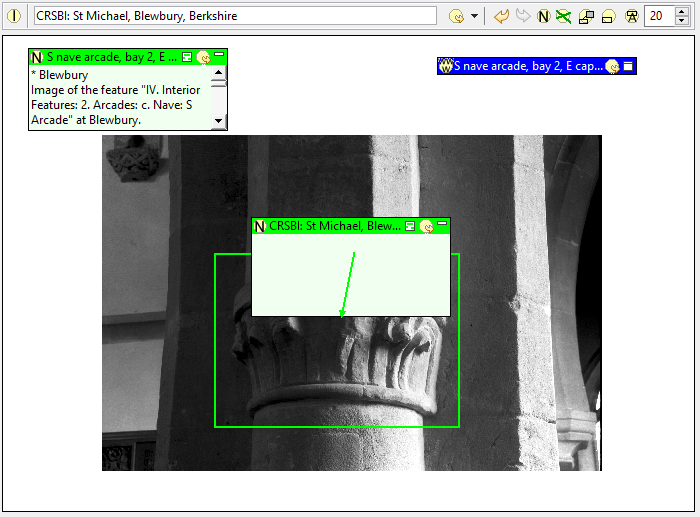 CRSBI: St Michael, Blewbury, Berkshire
20
N S nave arcade, bay 2, E ...
* Blewbury
Image of the feature "IV. Interior
Features: 2. Arcades: c. Nave: S
Arcade" at Blewbury.
W S nave arcade, bay 2, E cap...
N CRSBI: St Michael, Blew...